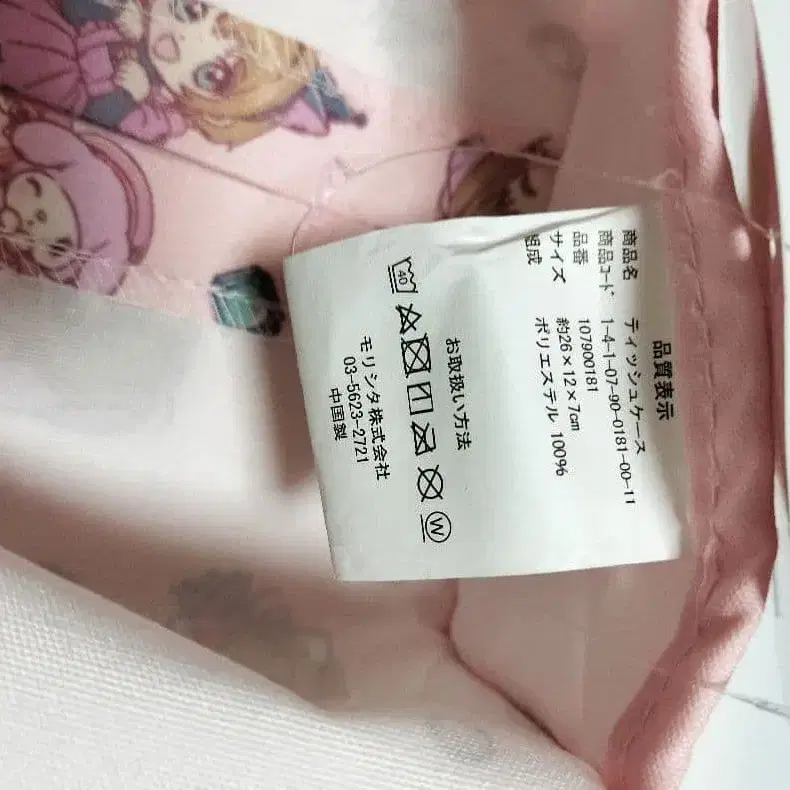 品質表示
商品名 ティッシュケース
商品コード 1-4-1-07-90-0181-00-11
品番 107900181
サイズ 約26×12×7cm
組成 ポリエステル 100%
お取扱い方法
40
W
モリシタ株式会社
03-5623-2721
中国製